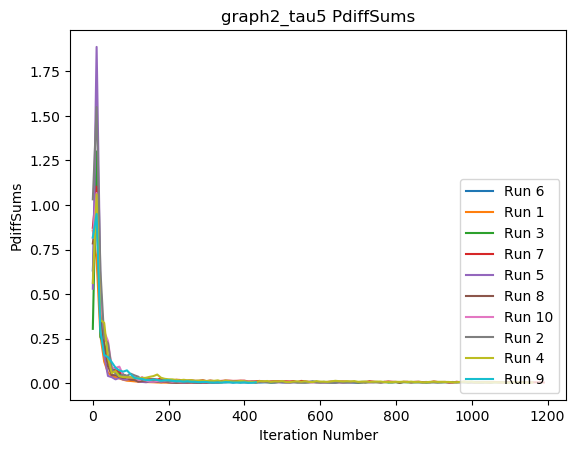 graph2_tau5 PdiffSums
PdiffSums
1.75
1.50
1.25
1.00
0.75
0.50
0.25
0.00
0
200
400
600
800
1000
1200
Iteration Number
Run 6
Run 1
Run 3
Run 7
Run 5
Run 8
Run 10
Run 2
Run 4
Run 9